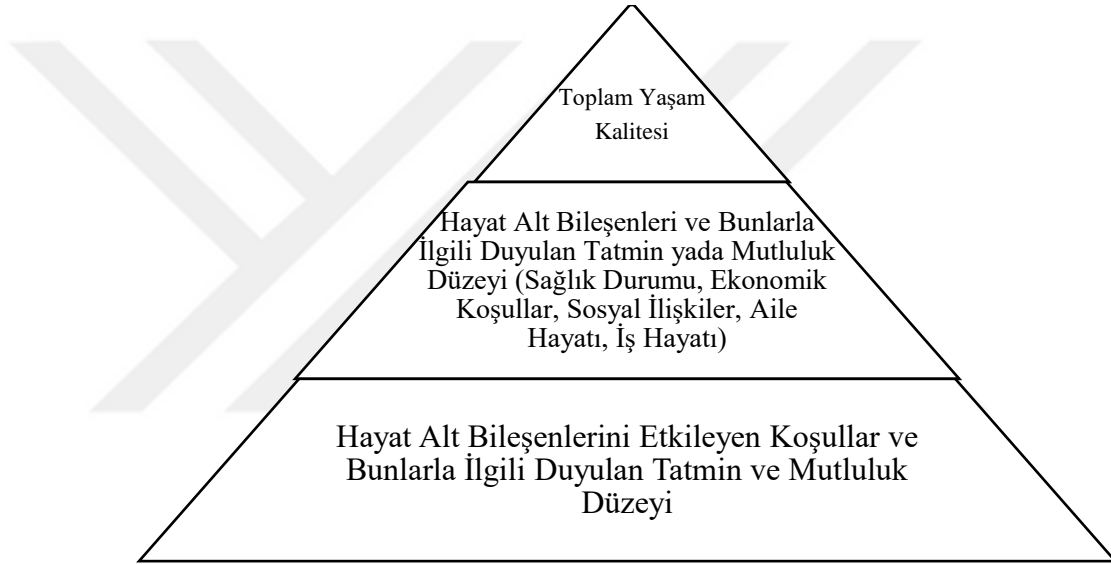 Toplam Yaşam
Kalitesi
Hayat Alt Bileşenleri ve Bunlarla
İlgili Duyulan Tatmin yada Mutluluk
Düzeyi (Sağlık Durumu, Ekonomik
Koşullar, Sosyal İlişkiler, Aile
Hayatı, İş Hayatı)
Hayat Alt Bileşenlerini Etkileyen Koşullar ve
Bunlarla İlgili Duyulan Tatmin ve Mutluluk
Düzeyi